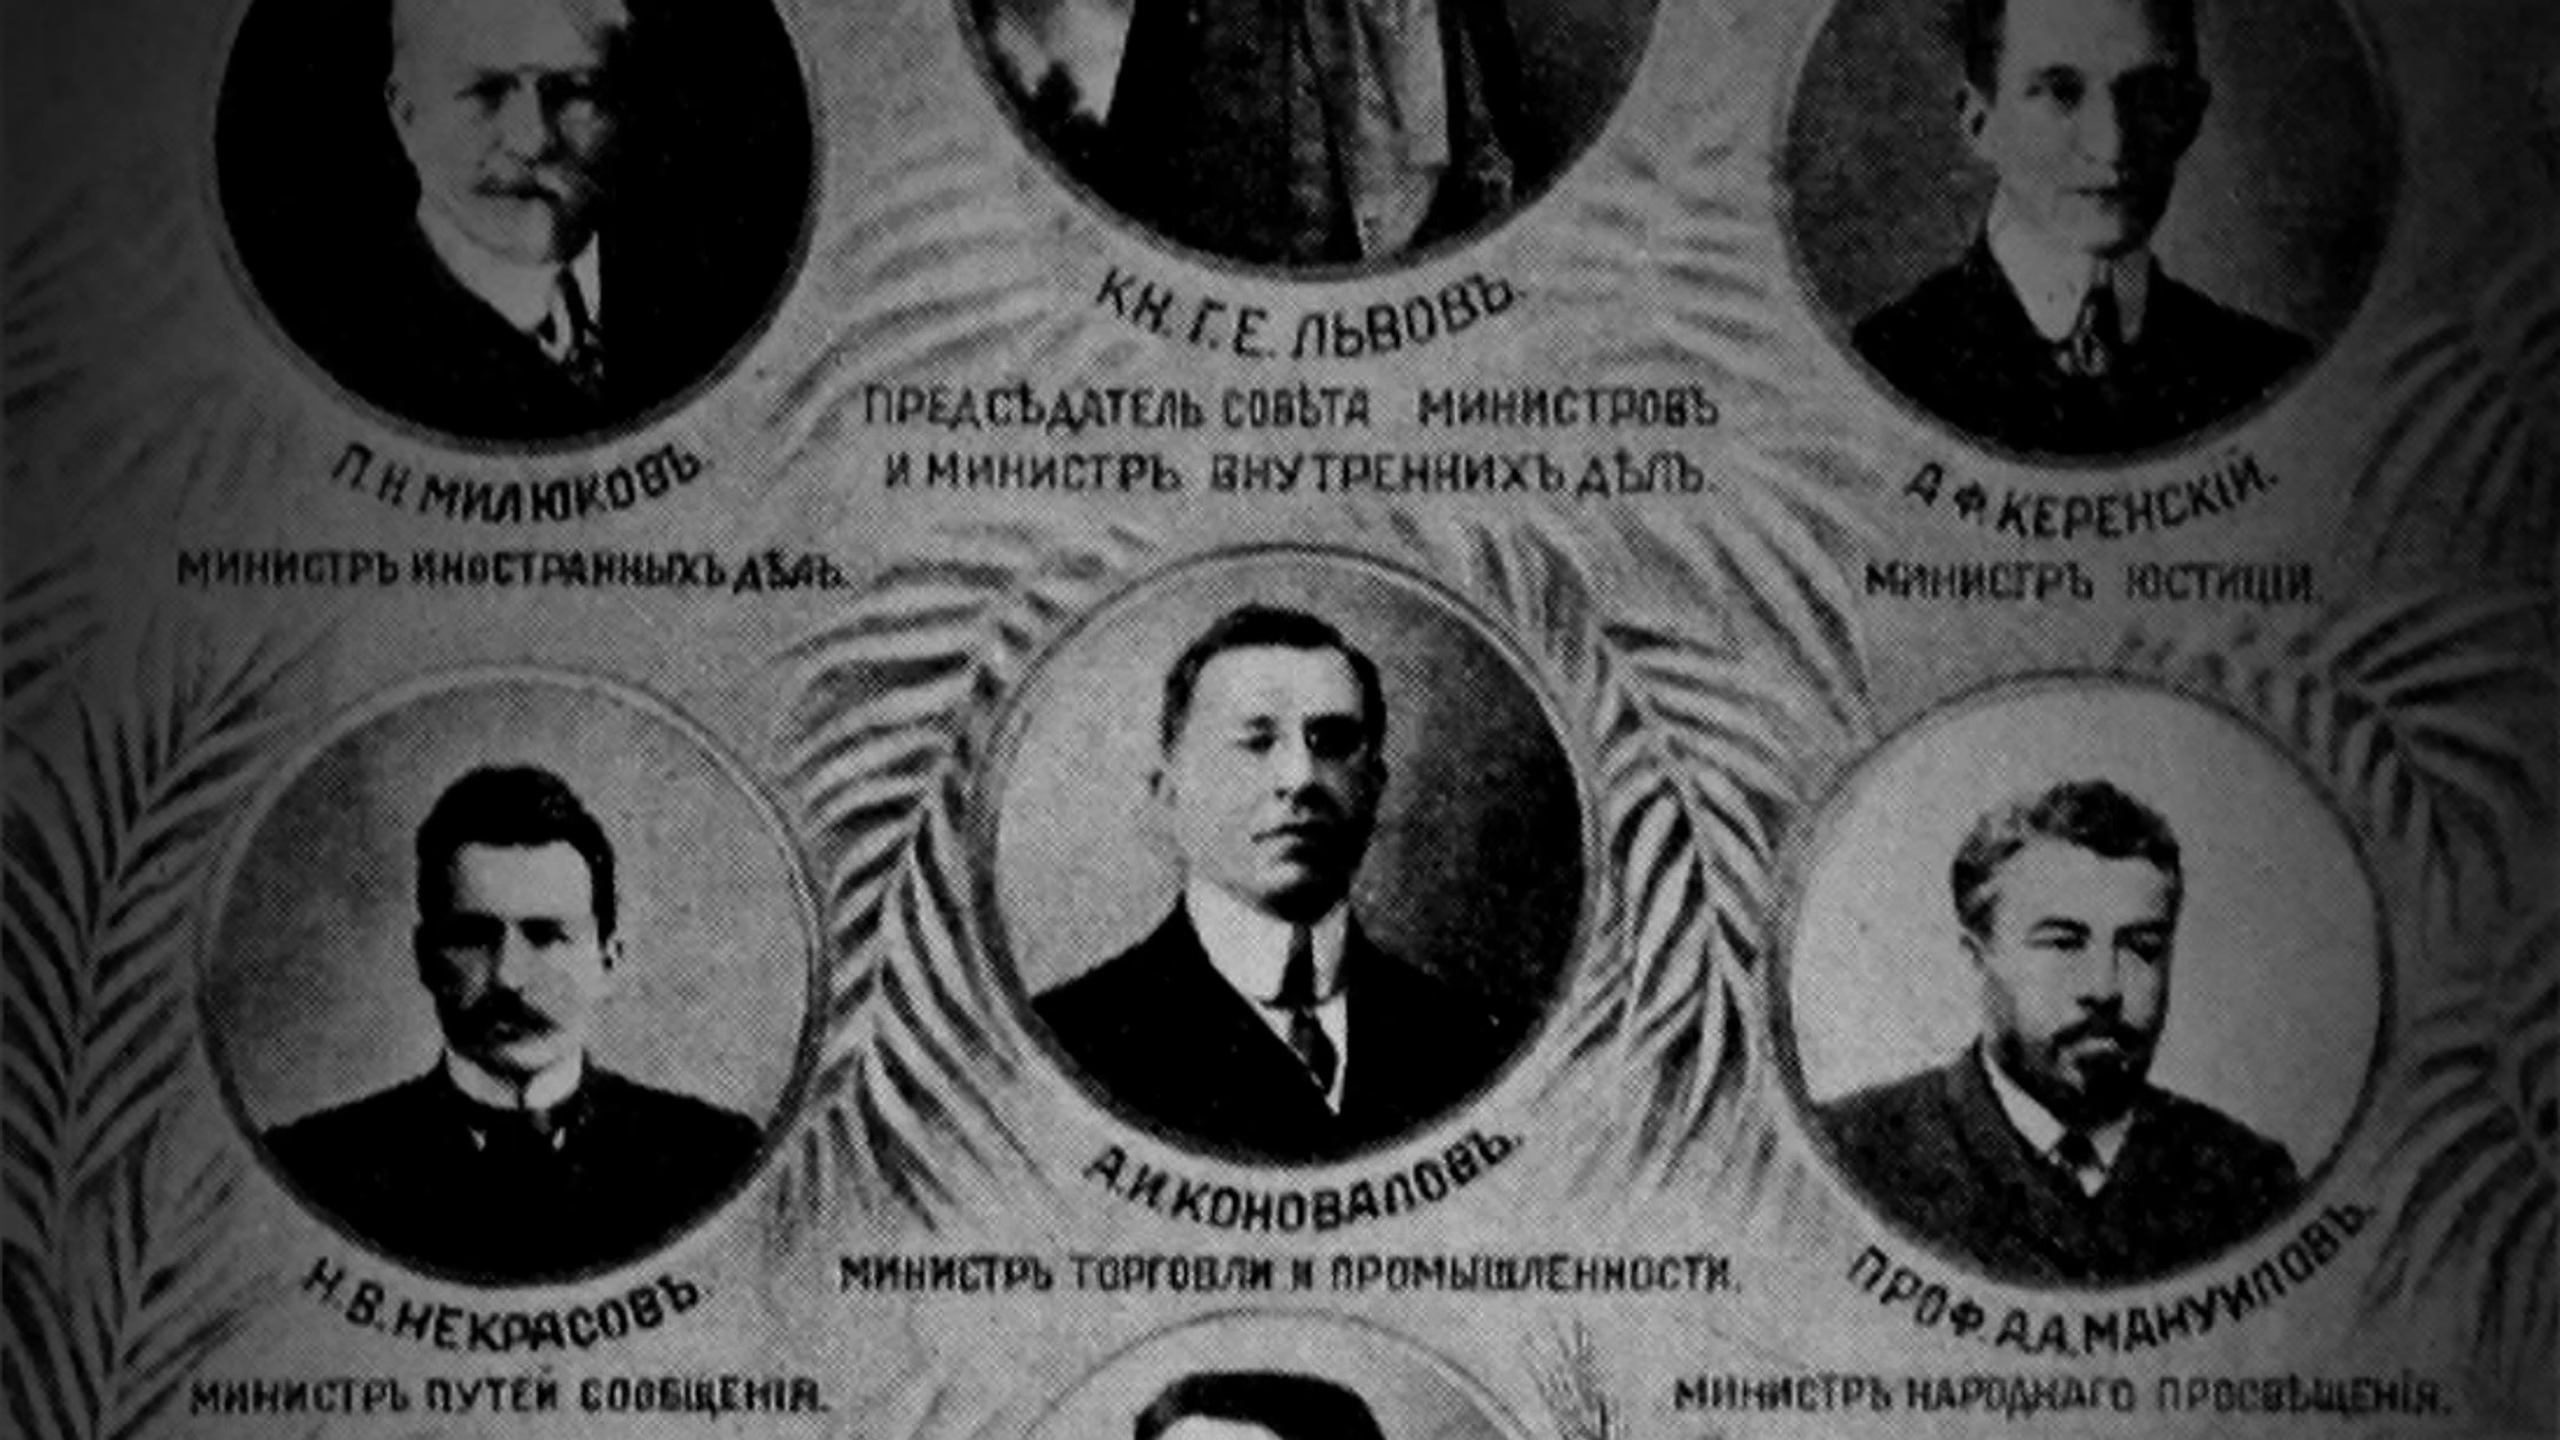 КН. Г. Е. ЛЬВОВЪ.
ПРЕДСѢДАТЕЛЬ СОВѢТА МИНИСТРОВЪ
И МИНИСТРЪ ВНУТРЕННИХЪ ДѢЛЪ.
П. Н МИЛЮКОВЪ.
МИНИСТРЪ ИНОСТРАННЫХЪ ДѢЛЪ.
А Ф. КЕРЕНСКІЙ.
МИНИСТРЪ ЮСТИЦІИ.
Н. В. НЕКРАСОВЪ.
МИНИСТРЪ ПУТЕЙ СООБЩЕНІЯ.
А. И. КОНОВАЛОВЪ.
МИНИСТРЪ ТОРГОВЛИ И ПРОМЫШЛЕННОСТИ.
ПРОФ. А. А. МАНУИЛОВЪ.
МИНИСТРЪ НАРОДНАГО ПРОСВѢЩЕНІЯ.